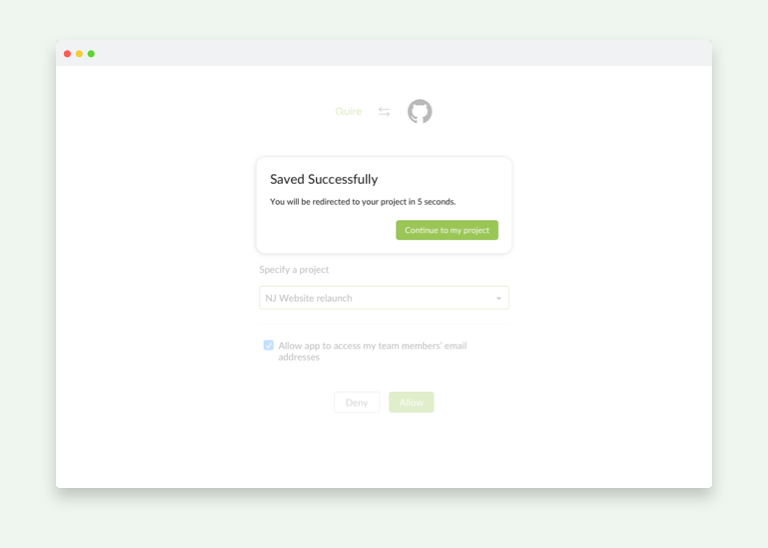 Guire
Saved Successfully
You will be redirected to your project in 5 seconds.
Continue to my project
Specify a project
NJ Website relaunch
Allow app to access my team members' email
addresses
Deny
Allow